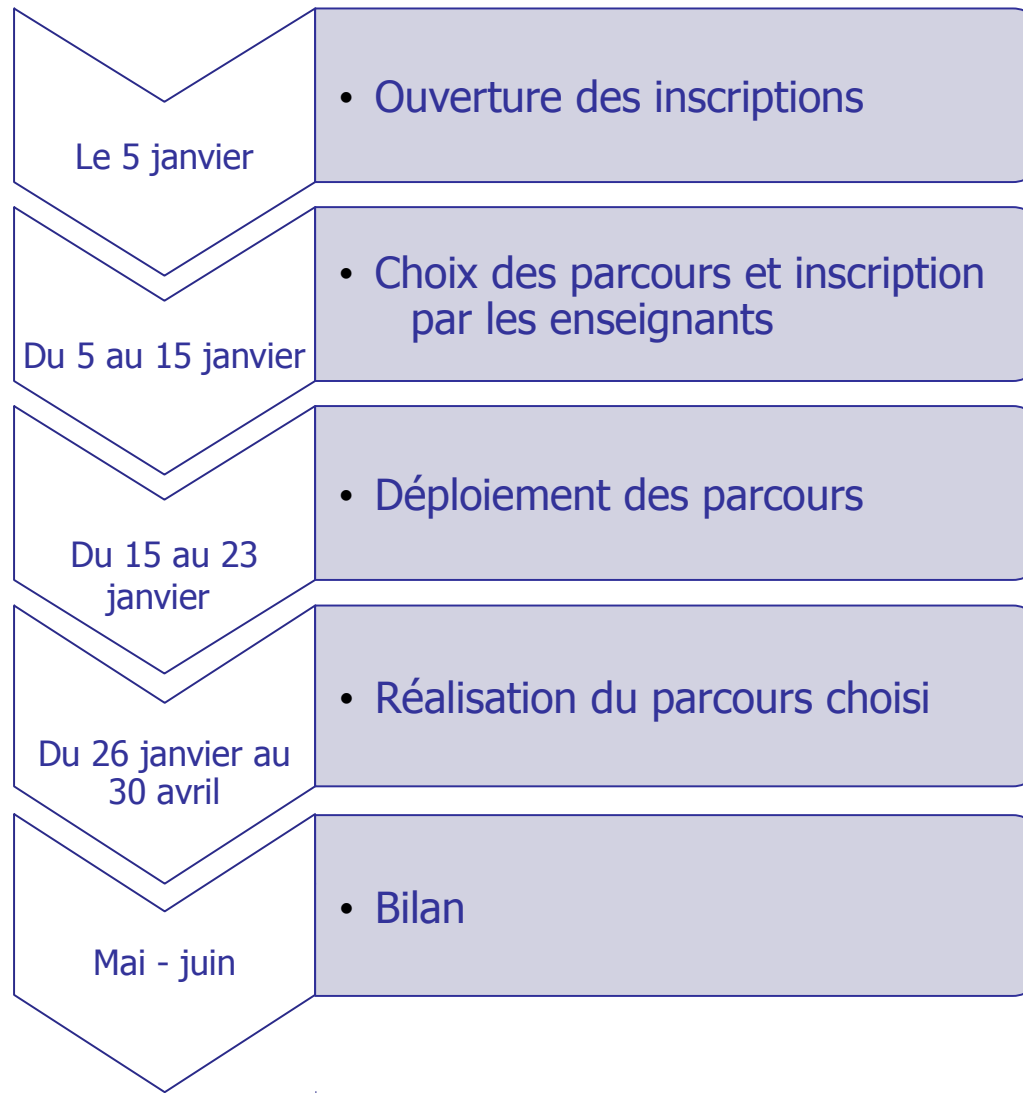 Le 5 janvier
• Ouverture des inscriptions
Du 5 au 15 janvier
• Choix des parcours et inscription
par les enseignants
Du 15 au 23
janvier
• Déploiement des parcours
Du 26 janvier au
30 avril
• Réalisation du parcours choisi
Mai - juin
• Bilan